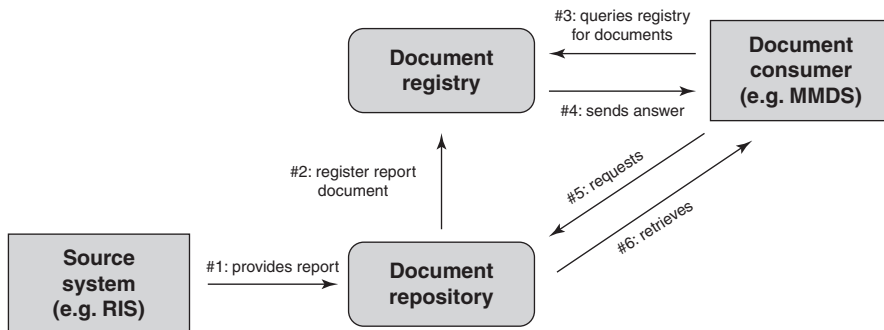 #3: queries registry
for documents
Document
registry
Document
consumer
(e.g. MMDS)
#4: sends answer
#2: register report
document
#5: requests
#6: retrieves
Source
system
(e.g. RIS)
#1: provides report
Document
repository